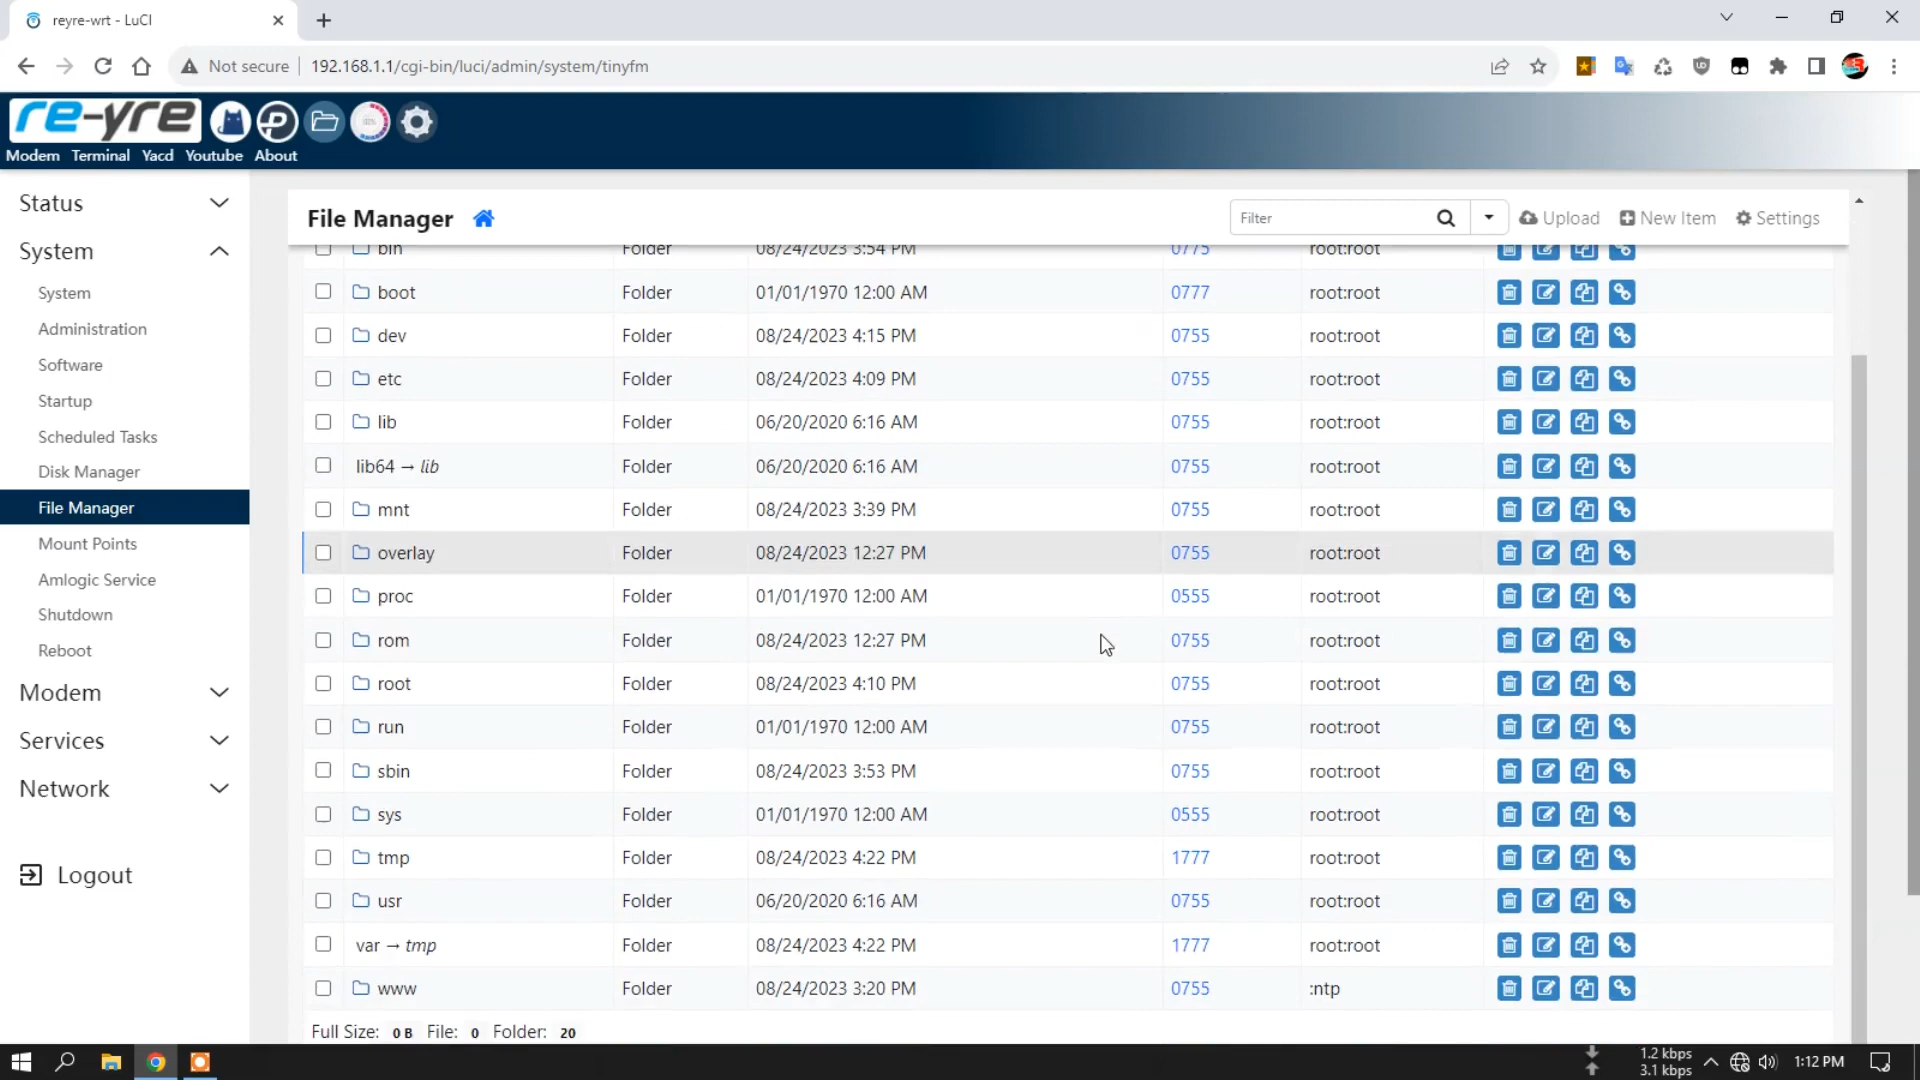 reyre-wrt - LuCI
Not secure 192.168.1.1/cgi-bin/luci/admin/system/tinyfm
re-yre
Modem Terminal Yacd Youtube About
Status
System
System
Administration
Software
Startup
Scheduled Tasks
Disk Manager
File Manager
Mount Points
Amlogic Service
Shutdown
Reboot
Modem
Services
Network
Logout
File Manager Filter Upload New Item Settings
bin Folder 08/24/2023 3:54 PM 0775 root:root
boot Folder 01/01/1970 12:00 AM 0777 root:root
dev Folder 08/24/2023 4:15 PM 0755 root:root
etc Folder 08/24/2023 4:09 PM 0755 root:root
lib Folder 06/20/2020 6:16 AM 0755 root:root
lib64 → lib Folder 06/20/2020 6:16 AM 0755 root:root
mnt Folder 08/24/2023 3:39 PM 0755 root:root
overlay Folder 08/24/2023 12:27 PM 0755 root:root
proc Folder 01/01/1970 12:00 AM 0555 root:root
rom Folder 08/24/2023 12:27 PM 0755 root:root
root Folder 08/24/2023 4:10 PM 0755 root:root
run Folder 01/01/1970 12:00 AM 0755 root:root
sbin Folder 08/24/2023 3:53 PM 0755 root:root
sys Folder 01/01/1970 12:00 AM 0555 root:root
tmp Folder 08/24/2023 4:22 PM 1777 root:root
usr Folder 06/20/2020 6:16 AM 0755 root:root
var → tmp Folder 08/24/2023 4:22 PM 1777 root:root
www Folder 08/24/2023 3:20 PM 0755 :ntp
Full Size: 0 B File: 0 Folder: 20
1.2 kbps
3.1 kbps
1:12 PM